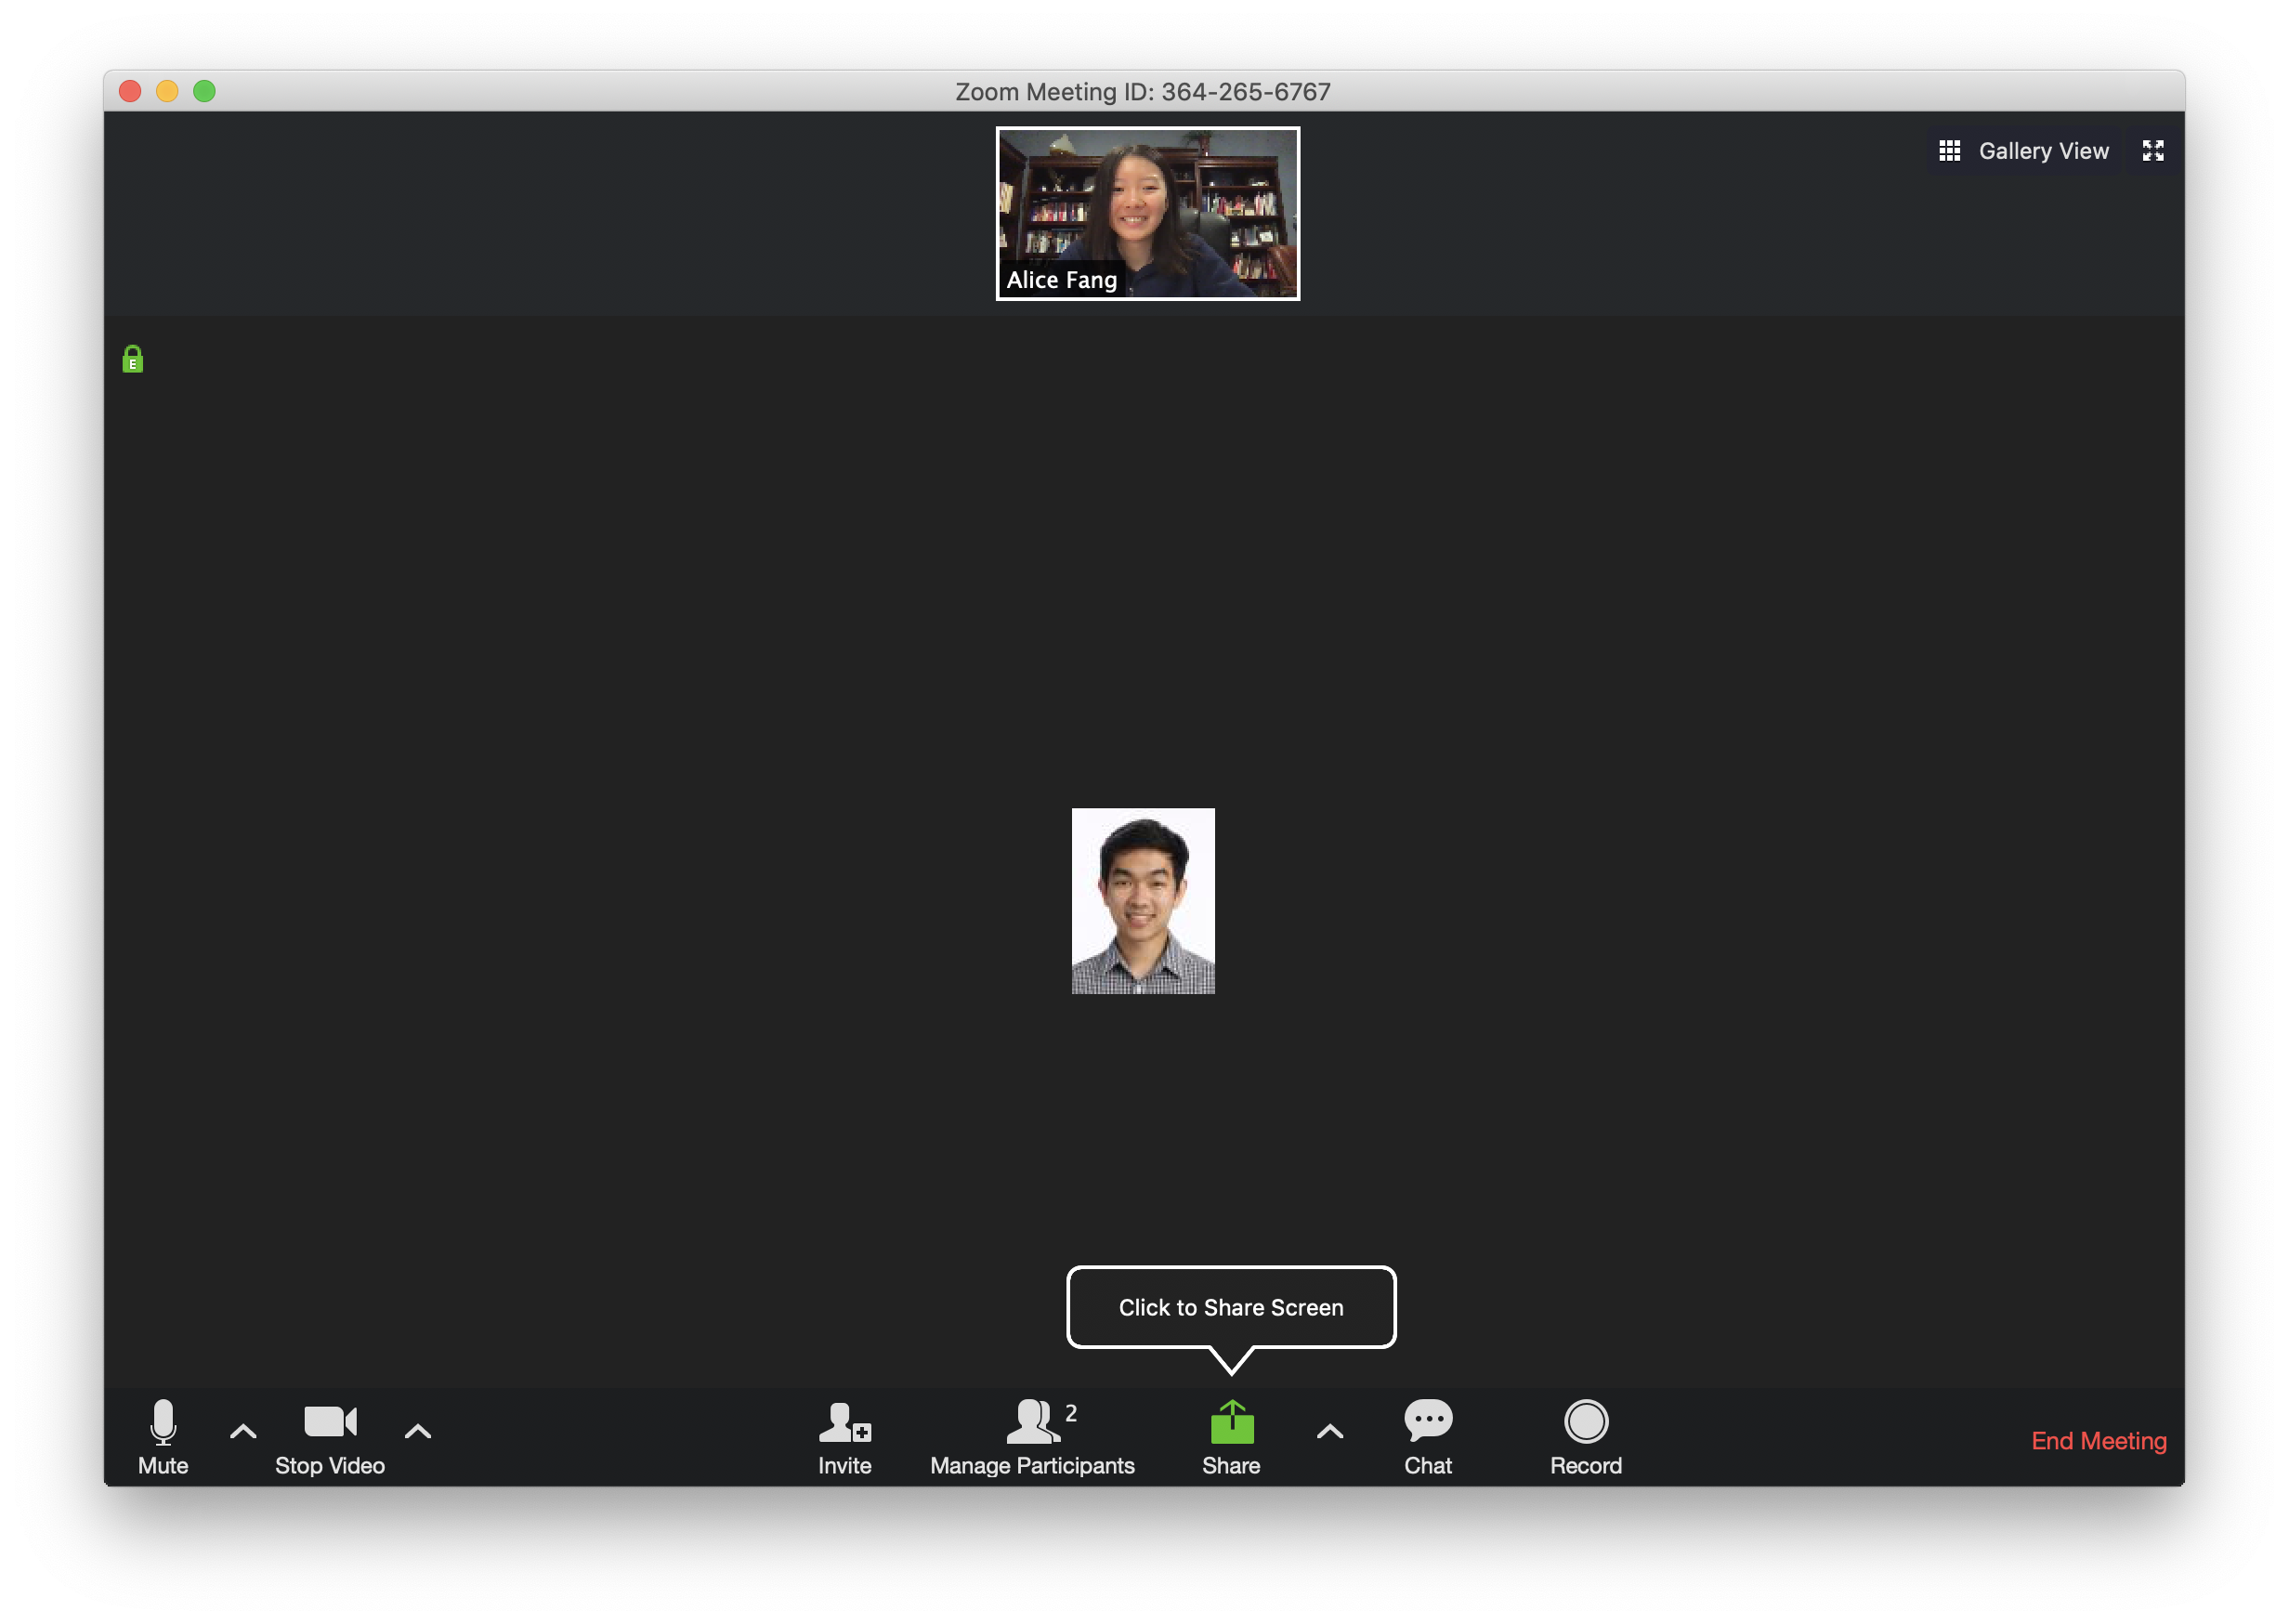 Zoom Meeting ID: 364-265-6767
Gallery View
Alice Fang
E
Click to Share Screen
Mute
Stop Video
Invite
Manage Participants
2
Share
Chat
Record
End Meeting